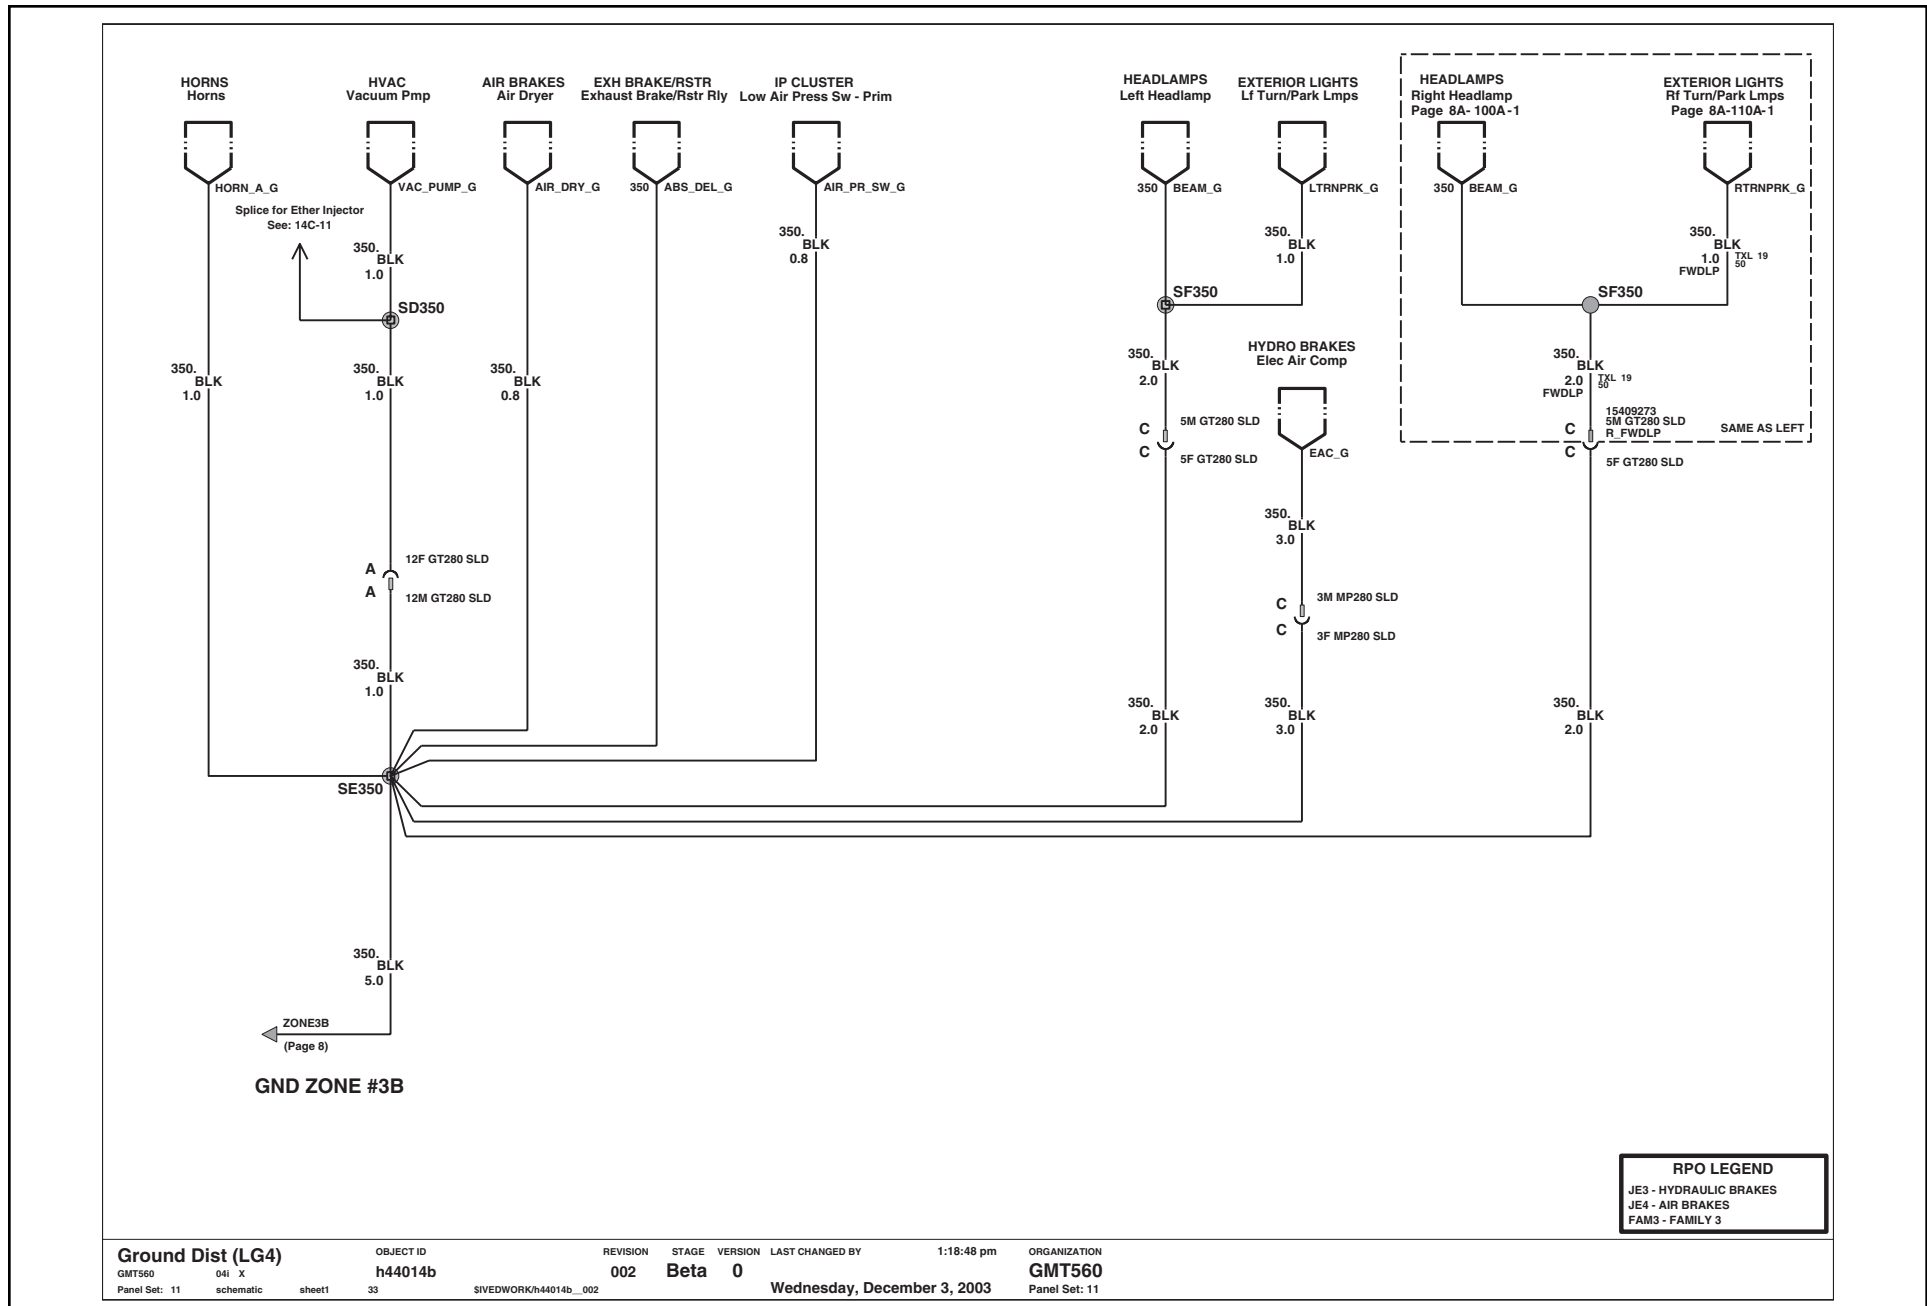 HORNS
Horns
HVAC
Vacuum Pmp
AIR BRAKES
Air Dryer
EXH BRAKE/RSTR
Exhaust Brake/Rstr Rly
IP CLUSTER
Low Air Press Sw - Prim
HEADLAMPS
Left Headlamp
EXTERIOR LIGHTS
Lf Turn/Park Lmps
HEADLAMPS
Right Headlamp
Page 8A- 100A-1
EXTERIOR LIGHTS
Rf Turn/Park Lmps
Page 8A-110A-1
HORN_A_G
VAC_PUMP_G
AIR_DRY_G
350 ABS_DEL_G
AIR_PR_SW_G
350 BEAM_G
LTRNPRK_G
350 BEAM_G
RTRNPRK_G
Splice for Ether Injector
See: 14C-11
350.
BLK
1.0
350.
BLK
0.8
350.
BLK
1.0
350.
BLK
1.0 TXL 19
50
FWDLP
SD350
SF350
SF350
HYDRO BRAKES
Elec Air Comp
350.
BLK
1.0
350.
BLK
1.0
350.
BLK
0.8
350.
BLK
2.0
350.
BLK
2.0 TXL 19
50
FWDLP
C 5M GT280 SLD
C 5F GT280 SLD
EAC_G
15409273
C 5M GT280 SLD
R_FWDLP
SAME AS LEFT
C 5F GT280 SLD
350.
BLK
3.0
A 12F GT280 SLD
A 12M GT280 SLD
C 3M MP280 SLD
C 3F MP280 SLD
350.
BLK
1.0
350.
BLK
2.0
350.
BLK
3.0
350.
BLK
2.0
SE350
350.
BLK
5.0
ZONE3B
(Page 8)
GND ZONE #3B
RPO LEGEND
JE3 - HYDRAULIC BRAKES
JE4 - AIR BRAKES
FAM3 - FAMILY 3
Ground Dist (LG4)
GMT560 04i X
Panel Set: 11 schematic sheet1 33 $IVEDWORK/h44014b__002
OBJECT ID
h44014b
REVISION
002
STAGE
Beta
VERSION
0
LAST CHANGED BY 1:18:48 pm
Wednesday, December 3, 2003
ORGANIZATION
GMT560
Panel Set: 11